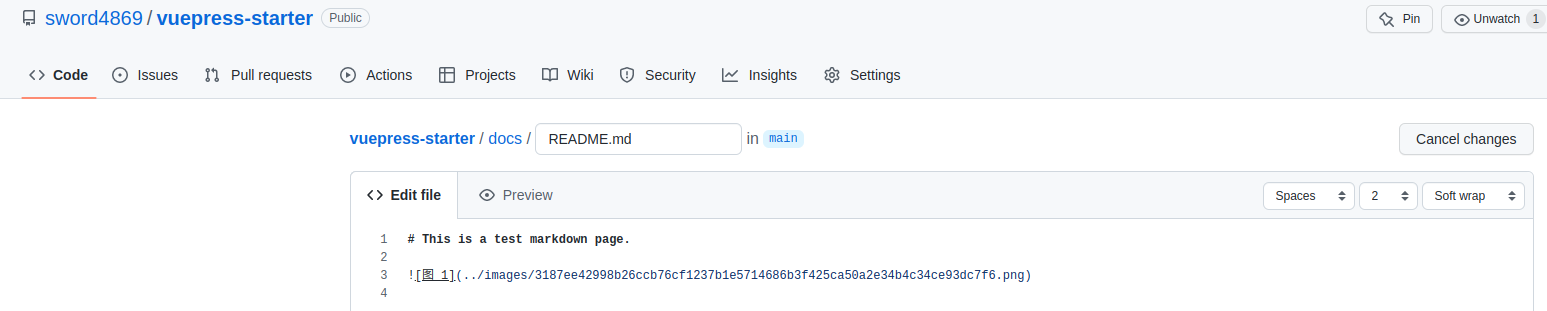 sword4869 / vuepress-starter Public
Pin
Unwatch 1
Code
Issues
Pull requests
Actions
Projects
Wiki
Security
Insights
Settings
vuepress-starter / docs / README.md in main
Cancel changes
Edit file
Preview
Spaces
2
Soft wrap
1 # This is a test markdown page.
2
3 ![图 1](../images/3187ee42998b26ccb76cf1237b1e5714686b3f425ca50a2e34b4c34ce93dc7f6.png)
4